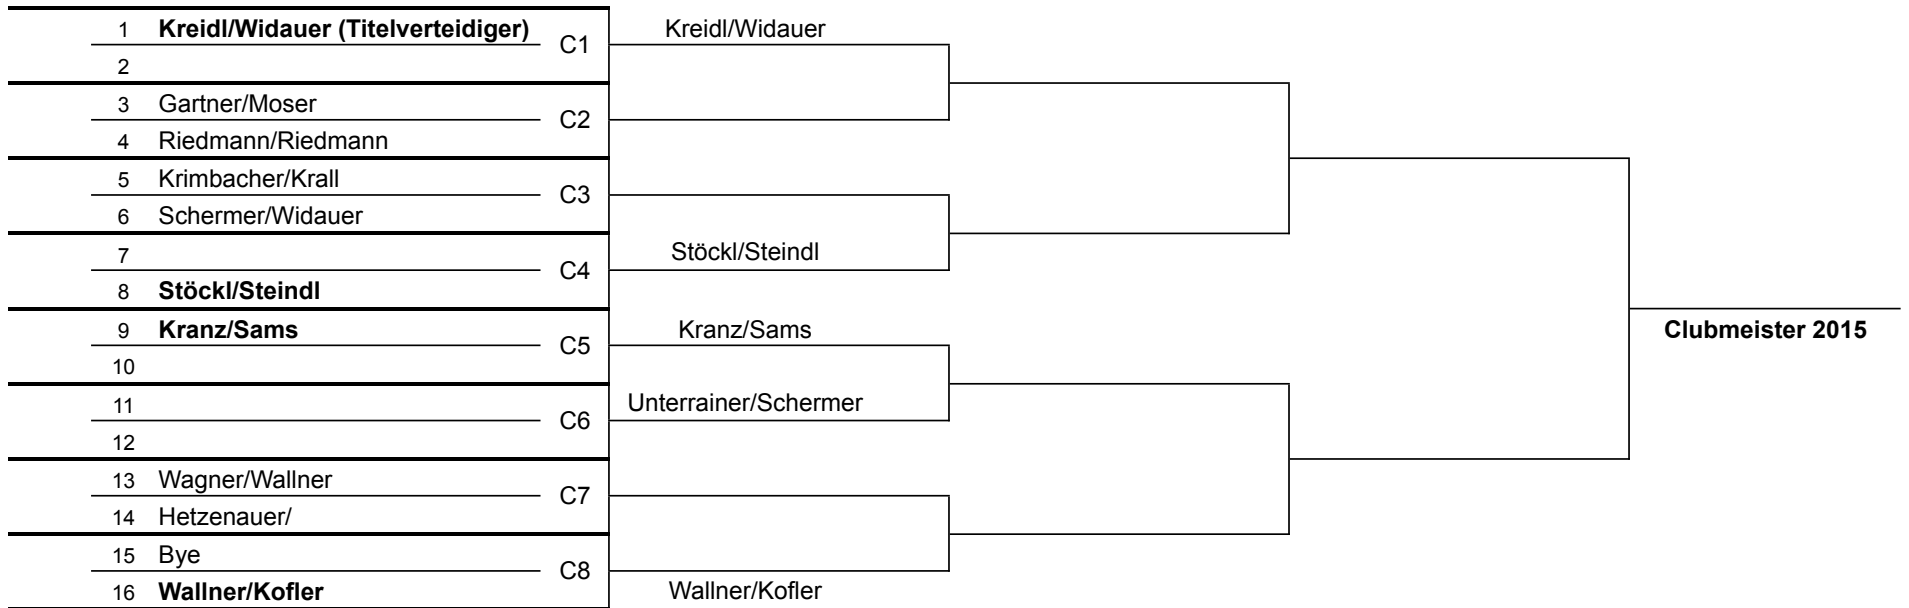 1 Kreidl/Widauer (Titelverteidiger) C1 Kreidl/Widauer
2
3 Gartner/Moser C2
4 Riedmann/Riedmann
5 Krimbacher/Krall C3
6 Schermer/Widauer
7 C4 Stöckl/Steindl
8 Stöckl/Steindl
9 Kranz/Sams C5 Kranz/Sams
Clubmeister 2015
10
11 C6 Unterrainer/Schermer
12
13 Wagner/Wallner C7
14 Hetzenauer/
15 Bye C8
16 Wallner/Kofler Wallner/Kofler